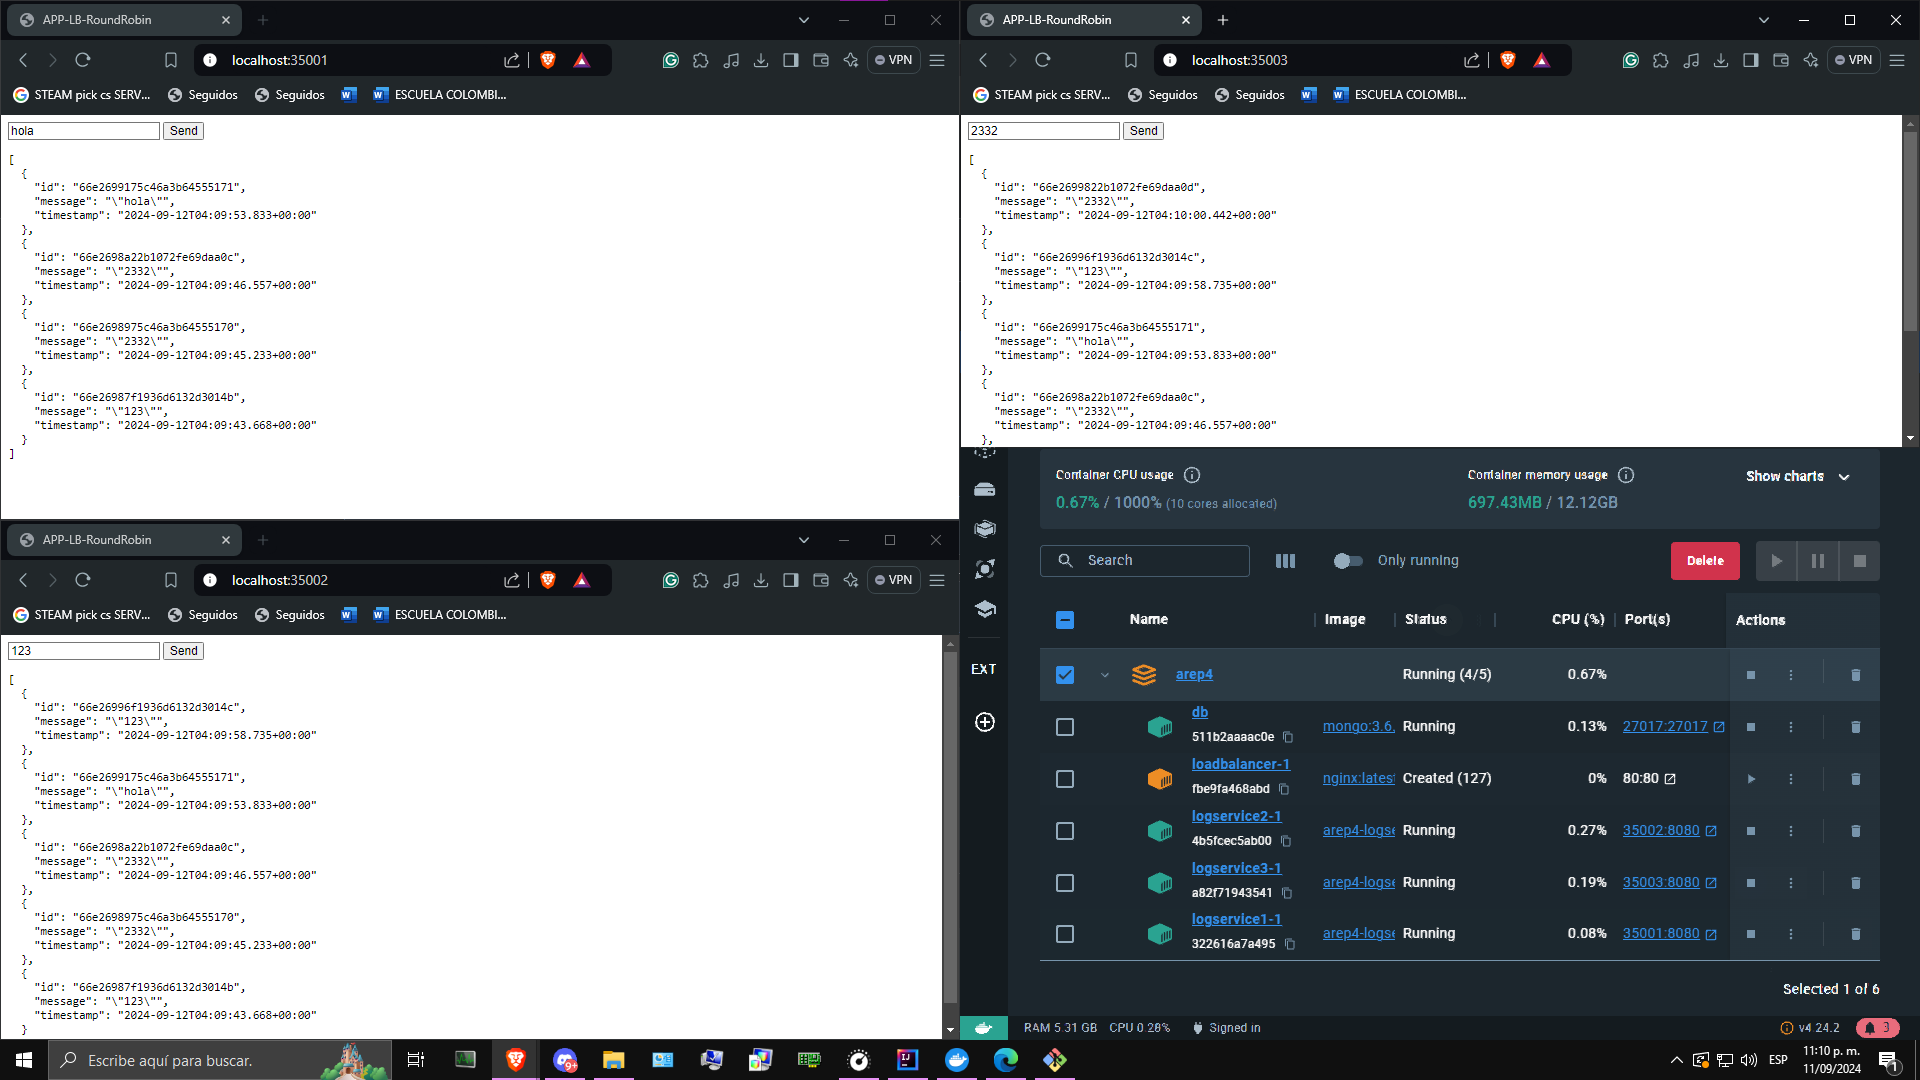 APP-LB-RoundRobin
localhost:35001
VPN
STEAM pick cs SERV...
Seguidos
Seguidos
ESCUELA COLOMBI...
hola
Send
[
  {
    "id": "66e2699175c46a3b64555171",
    "message": "\"hola\"",
    "timestamp": "2024-09-12T04:09:53.833+00:00"
  },
  {
    "id": "66e2698a22b1072fe69daa0c",
    "message": "\"2332\"",
    "timestamp": "2024-09-12T04:09:46.557+00:00"
  },
  {
    "id": "66e2698975c46a3b64555170",
    "message": "\"2332\"",
    "timestamp": "2024-09-12T04:09:45.233+00:00"
  },
  {
    "id": "66e26987f1936d6132d3014b",
    "message": "\"123\"",
    "timestamp": "2024-09-12T04:09:43.668+00:00"
  }
]
APP-LB-RoundRobin
localhost:35003
VPN
STEAM pick cs SERV...
Seguidos
Seguidos
ESCUELA COLOMBI...
2332
Send
[
  {
    "id": "66e2699822b1072fe69daa0d",
    "message": "\"2332\"",
    "timestamp": "2024-09-12T04:10:00.442+00:00"
  },
  {
    "id": "66e26996f1936d6132d3014c",
    "message": "\"123\"",
    "timestamp": "2024-09-12T04:09:58.735+00:00"
  },
  {
    "id": "66e2699175c46a3b64555171",
    "message": "\"hola\"",
    "timestamp": "2024-09-12T04:09:53.833+00:00"
  },
  {
    "id": "66e2698a22b1072fe69daa0c",
    "message": "\"2332\"",
    "timestamp": "2024-09-12T04:09:46.557+00:00"
  },
APP-LB-RoundRobin
localhost:35002
VPN
STEAM pick cs SERV...
Seguidos
Seguidos
ESCUELA COLOMBI...
123
Send
[
  {
    "id": "66e26996f1936d6132d3014c",
    "message": "\"123\"",
    "timestamp": "2024-09-12T04:09:58.735+00:00"
  },
  {
    "id": "66e2699175c46a3b64555171",
    "message": "\"hola\"",
    "timestamp": "2024-09-12T04:09:53.833+00:00"
  },
  {
    "id": "66e2698a22b1072fe69daa0c",
    "message": "\"2332\"",
    "timestamp": "2024-09-12T04:09:46.557+00:00"
  },
  {
    "id": "66e2698975c46a3b64555170",
    "message": "\"2332\"",
    "timestamp": "2024-09-12T04:09:45.233+00:00"
  },
  {
    "id": "66e26987f1936d6132d3014b",
    "message": "\"123\"",
    "timestamp": "2024-09-12T04:09:43.668+00:00"
  }
Container CPU usage
0.67% / 1000% (10 cores allocated)
Container memory usage
697.43MB / 12.12GB
Show charts
Search
Only running
Delete
EXT
Name Image Status CPU (%) Port(s) Actions
arep4 Running (4/5) 0.67%
db
511b2aaaac0e
mongo:3.6. Running 0.13% 27017:27017
loadbalancer-1
fbe9fa468abd
nginx:latest Created (127) 0% 80:80
logservice2-1
4b5fcec5ab00
arep4-logse Running 0.27% 35002:8080
logservice3-1
a82f71943541
arep4-logse Running 0.19% 35003:8080
logservice1-1
322616a7a495
arep4-logse Running 0.08% 35001:8080
Selected 1 of 6
RAM 5.31 GB CPU 0.28% Signed in
v4.24.2
3
Escribe aquí para buscar.
9+
ESP
11:10 p. m.
11/09/2024
1